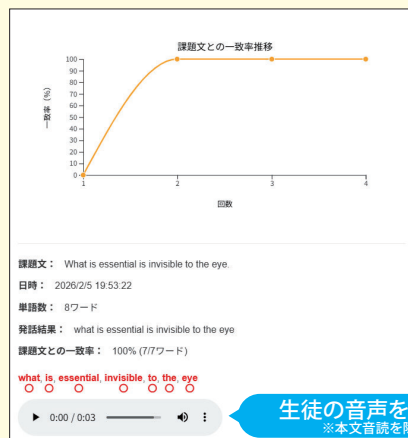 課題文との一致率推移
一致率 (%)
100
90
80
70
60
50
40
30
20
10
0
1 2 3 4
回数
課題文： What is essential is invisible to the eye.
日時： 2026/2/5 19:53:22
単語数： 8ワード
発話結果： what is essential is invisible to the eye
課題文との一致率： 100% (7/7ワード)
what, is, essential, invisible, to, the, eye
0:00 / 0:03
生徒の音声を
※本文音読を